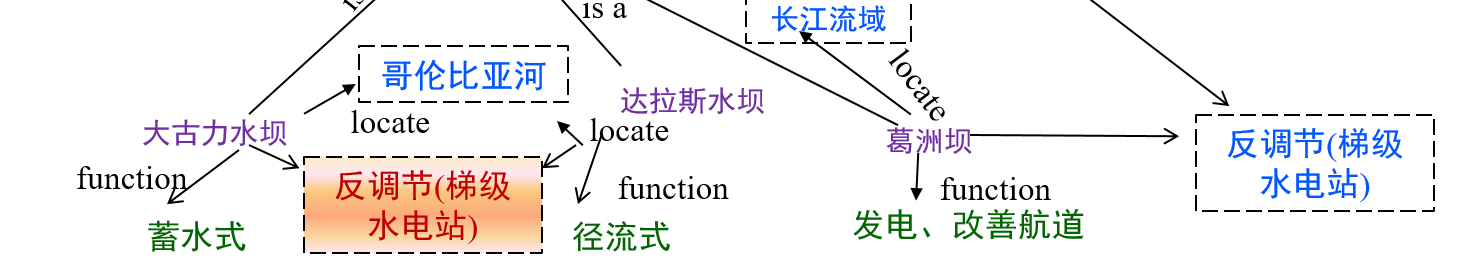 is a
长江流域
哥伦比亚河
locate
达拉斯水坝
大古力水坝
locate
locate
葛洲坝
反调节(梯级
水电站)
function
反调节(梯级
水电站)
function
function
蓄水式
径流式
发电、改善航道